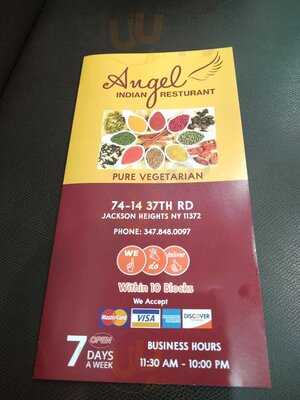 Angel
INDIAN RESTURANT
PURE VEGETARIAN
74-14 37TH RD
JACKSON HEIGHTS NY 11372
PHONE: 347.848.0097
WE do deliver
Within 10 Blocks
We Accept
MasterCard VISA AMERICAN EXPRESS DISCOVER
7 OPEN DAYS A WEEK
BUSINESS HOURS
11:30 AM - 10:00 PM